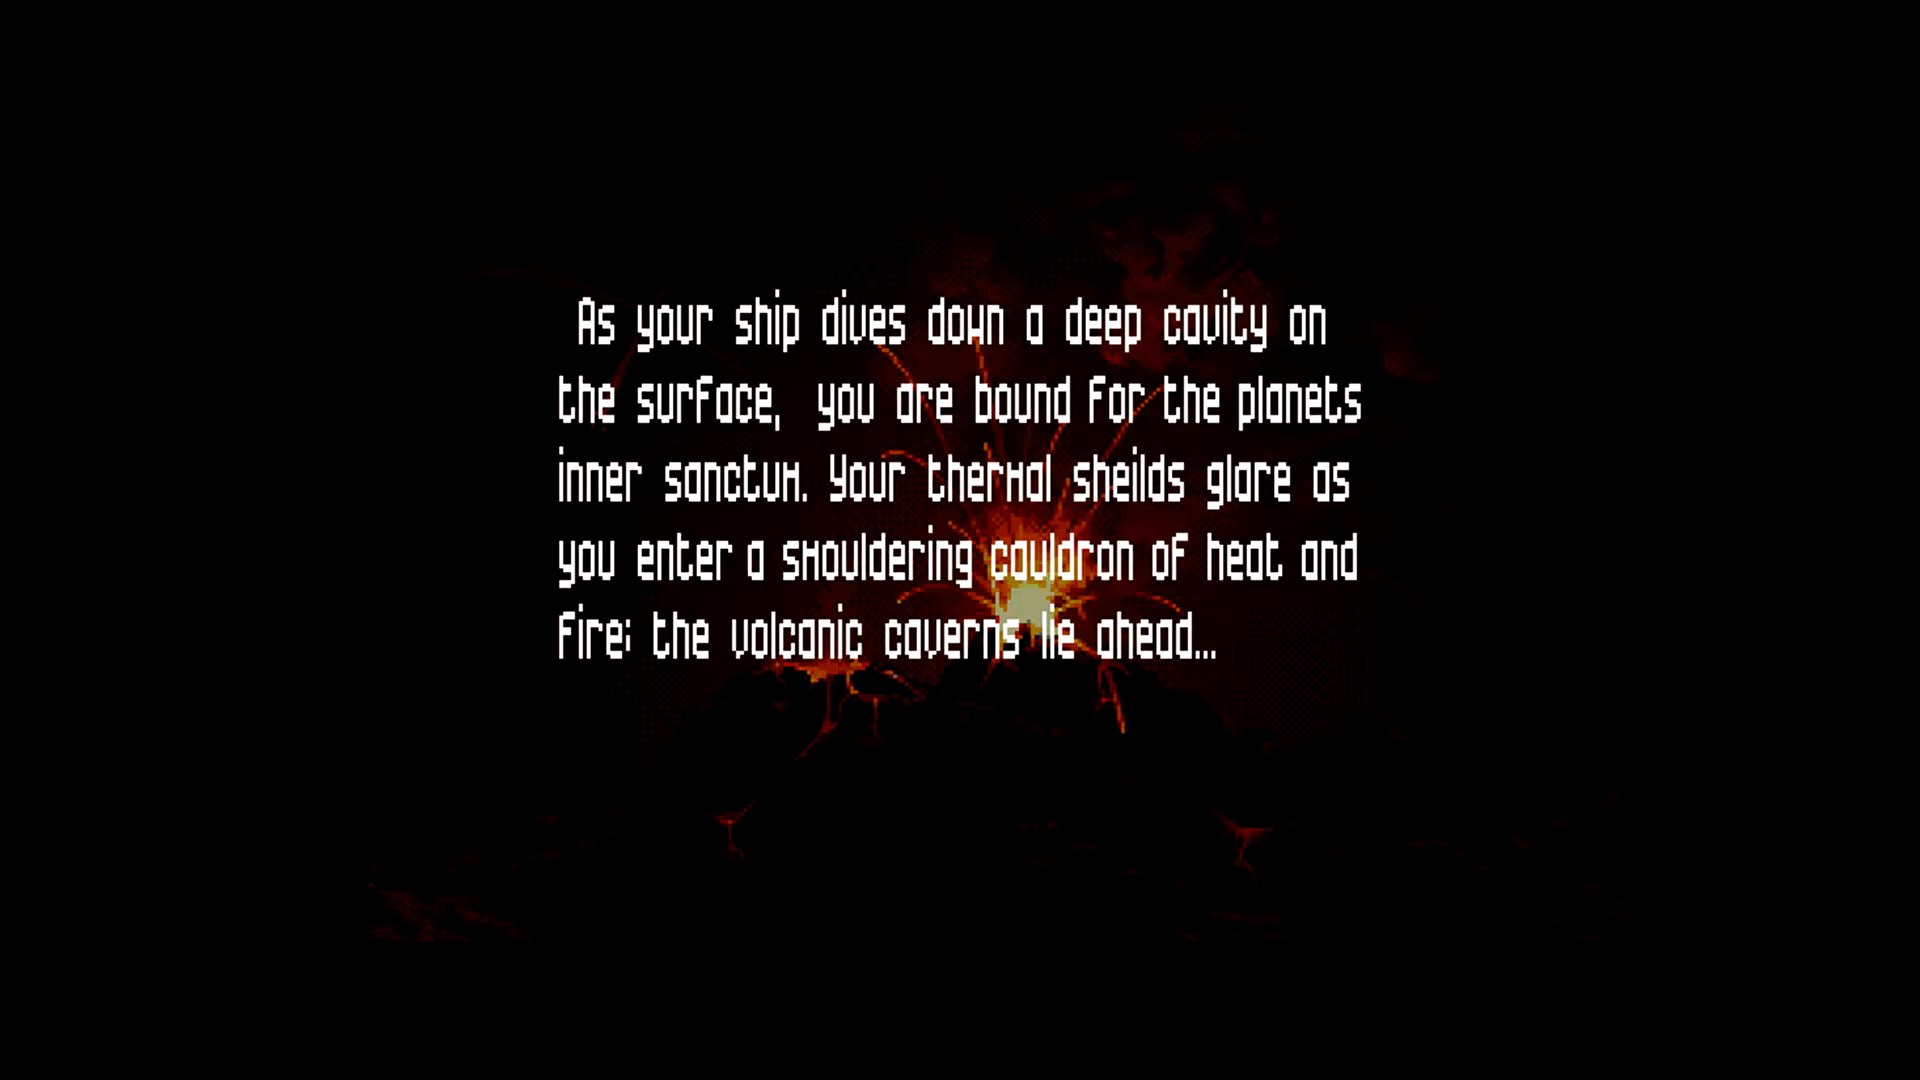 As your ship dives down a deep cavity on
the surface, you are bound for the planets
inner sanctum. Your thermal sheilds glare as
you enter a smouldering cauldron of heat and
fire; the volcanic caverns lie ahead...